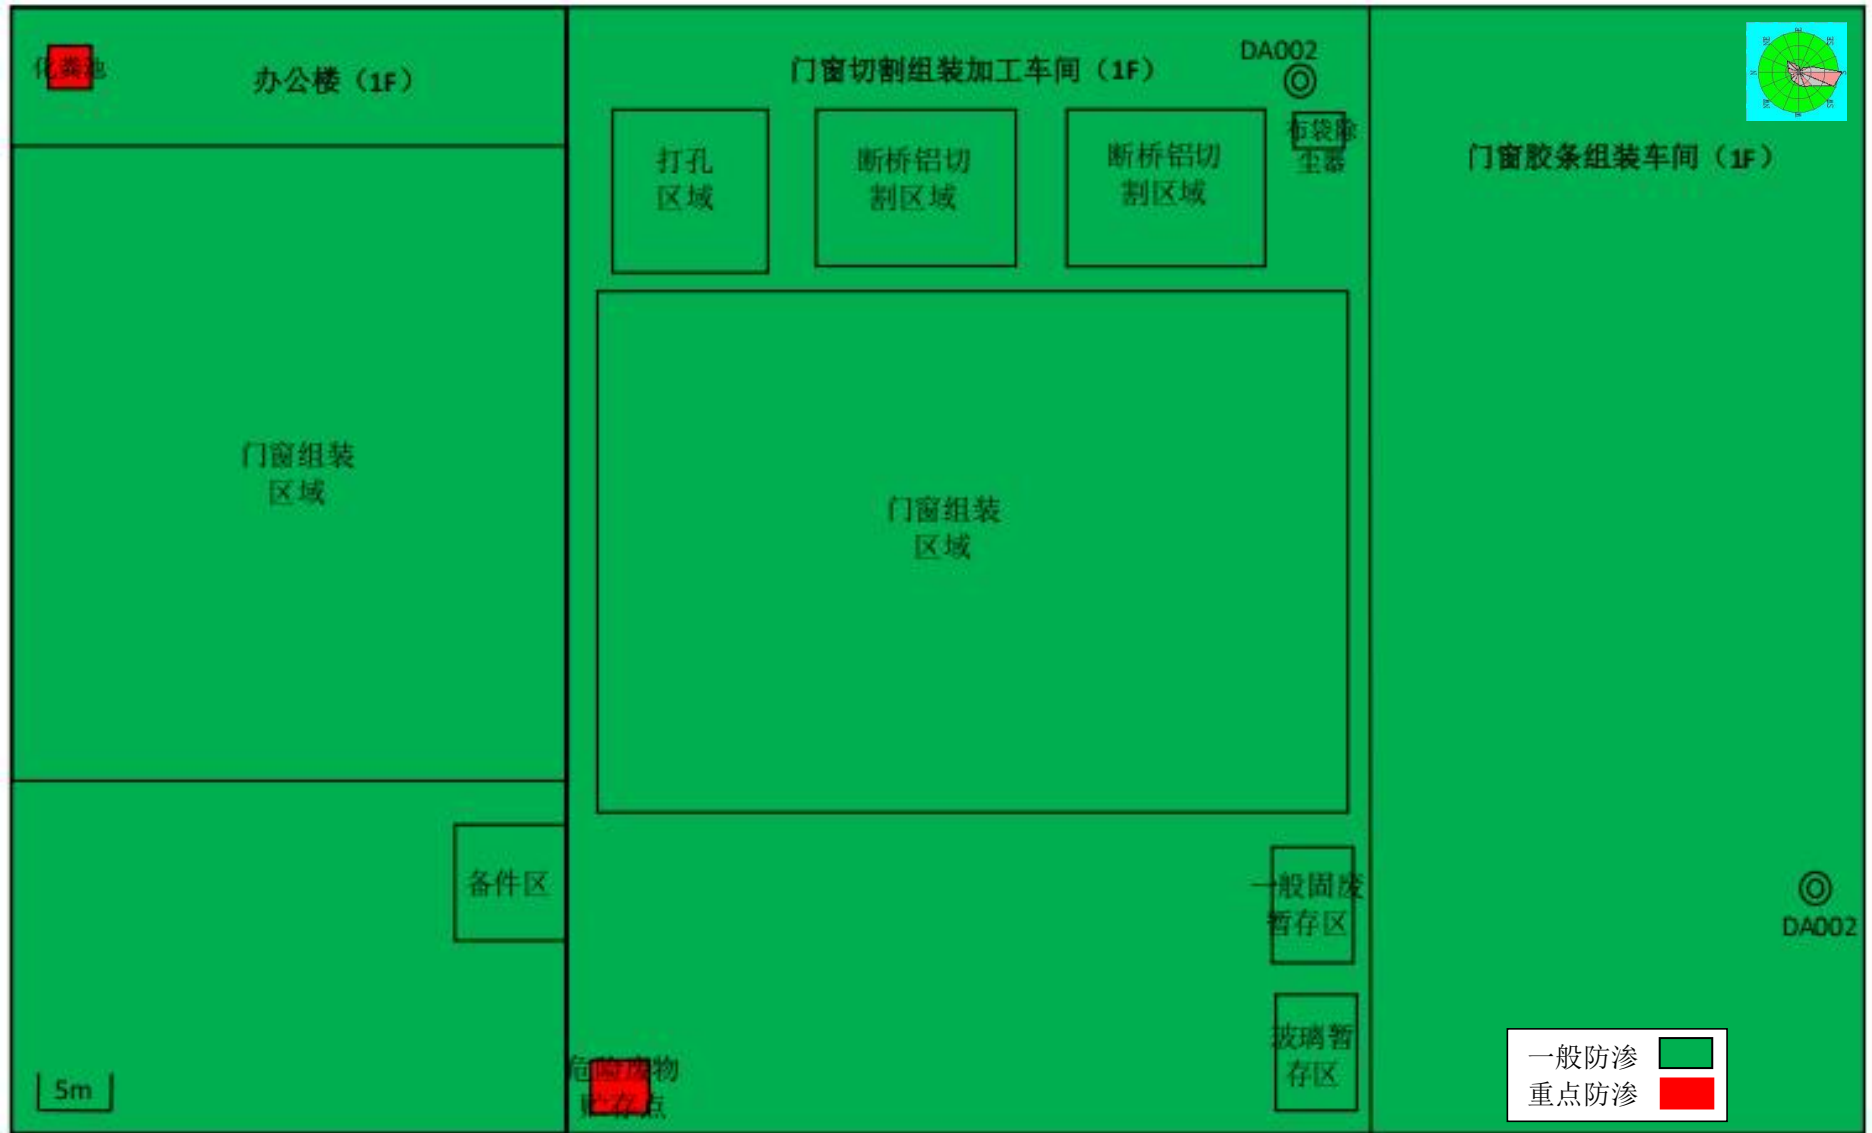 化粪池
办公楼（1F）
门窗切割组装加工车间（1F）
DA002
布袋除
尘器
打孔
区域
断桥铝切
割区域
断桥铝切
割区域
门窗胶条组装车间（1F）
门窗组装
区域
门窗组装
区域
备件区
一般固废
暂存区
DA002
玻璃暂
存区
危险废物
贮存点
5m
一般防渗
重点防渗